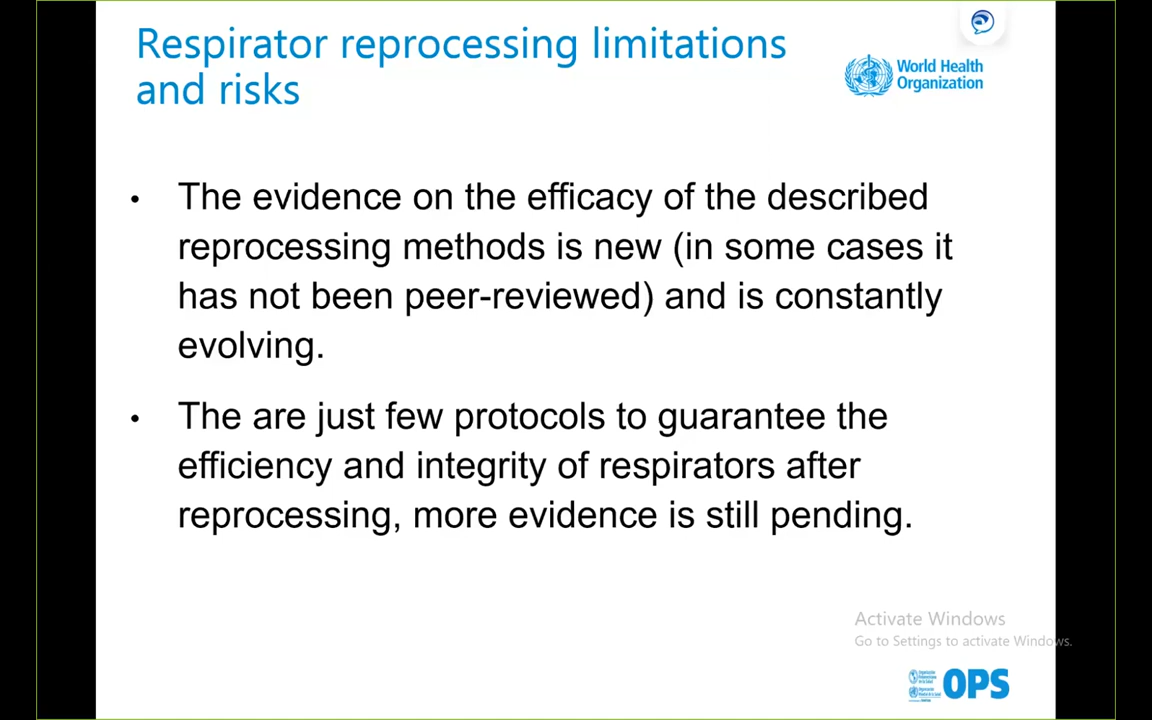 Respirator reprocessing limitations
and risks
World Health
Organization
• The evidence on the efficacy of the described
reprocessing methods is new (in some cases it
has not been peer-reviewed) and is constantly
evolving.
• The are just few protocols to guarantee the
efficiency and integrity of respirators after
reprocessing, more evidence is still pending.
Activate Windows
Go to Settings to activate Windows.
OPS